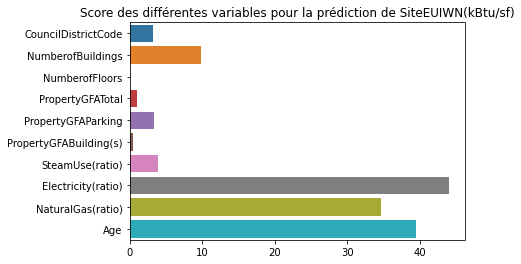 Score des différentes variables pour la prédiction de SiteEUIWN(kBtu/sf)
CouncilDistrictCode
NumberofBuildings
NumberofFloors
PropertyGFATotal
PropertyGFAParking
PropertyGFABuilding(s)
SteamUse(ratio)
Electricity(ratio)
NaturalGas(ratio)
Age
0 10 20 30 40